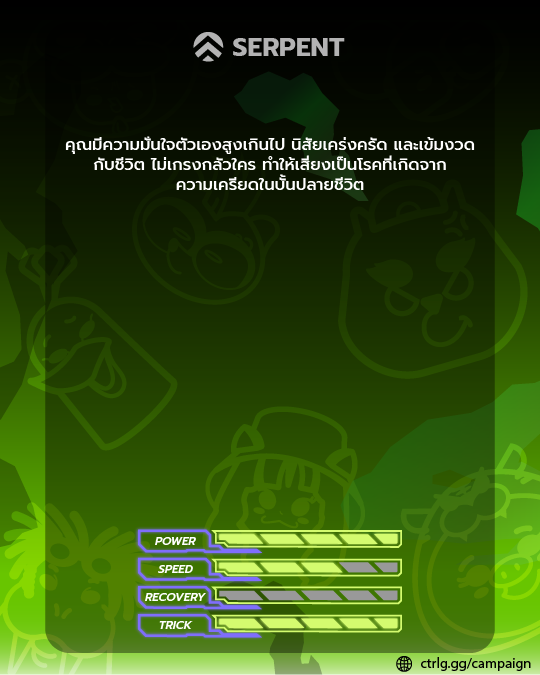 SERPENT
คุณมีความมั่นใจตัวเองสูงเกินไป นิสัยเคร่งครัด และเข้มงวด
กับชีวิต ไม่เกรงกลัวใคร ทำให้เสี่ยงเป็นโรคที่เกิดจาก
ความเครียดในบั้นปลายชีวิต
POWER
SPEED
RECOVERY
TRICK
ctrlg.gg/campaign